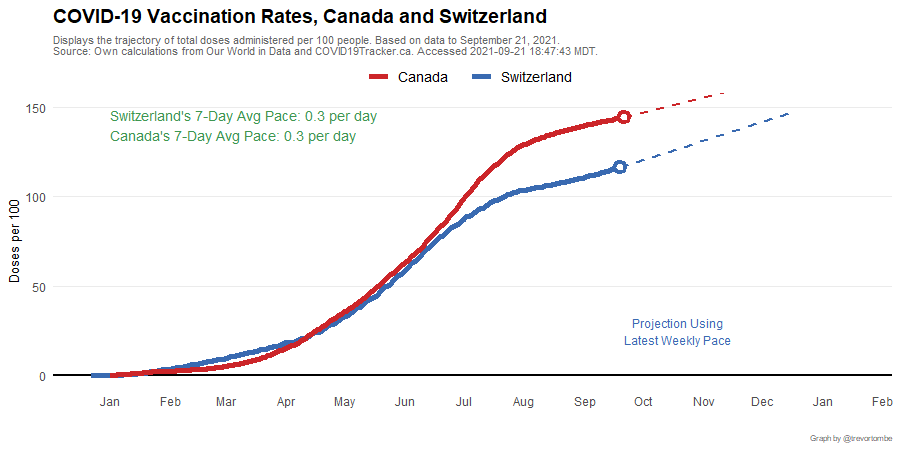 COVID-19 Vaccination Rates, Canada and Switzerland
Displays the trajectory of total doses administered per 100 people. Based on data to September 21, 2021.
Source: Own calculations from Our World in Data and COVID19Tracker.ca. Accessed 2021-09-21 18:47:43 MDT.
Canada Switzerland
Switzerland's 7-Day Avg Pace: 0.3 per day
Canada's 7-Day Avg Pace: 0.3 per day
Doses per 100
150
100
50
0
Projection Using
Latest Weekly Pace
Jan Feb Mar Apr May Jun Jul Aug Sep Oct Nov Dec Jan Feb
Graph by @trevortombe